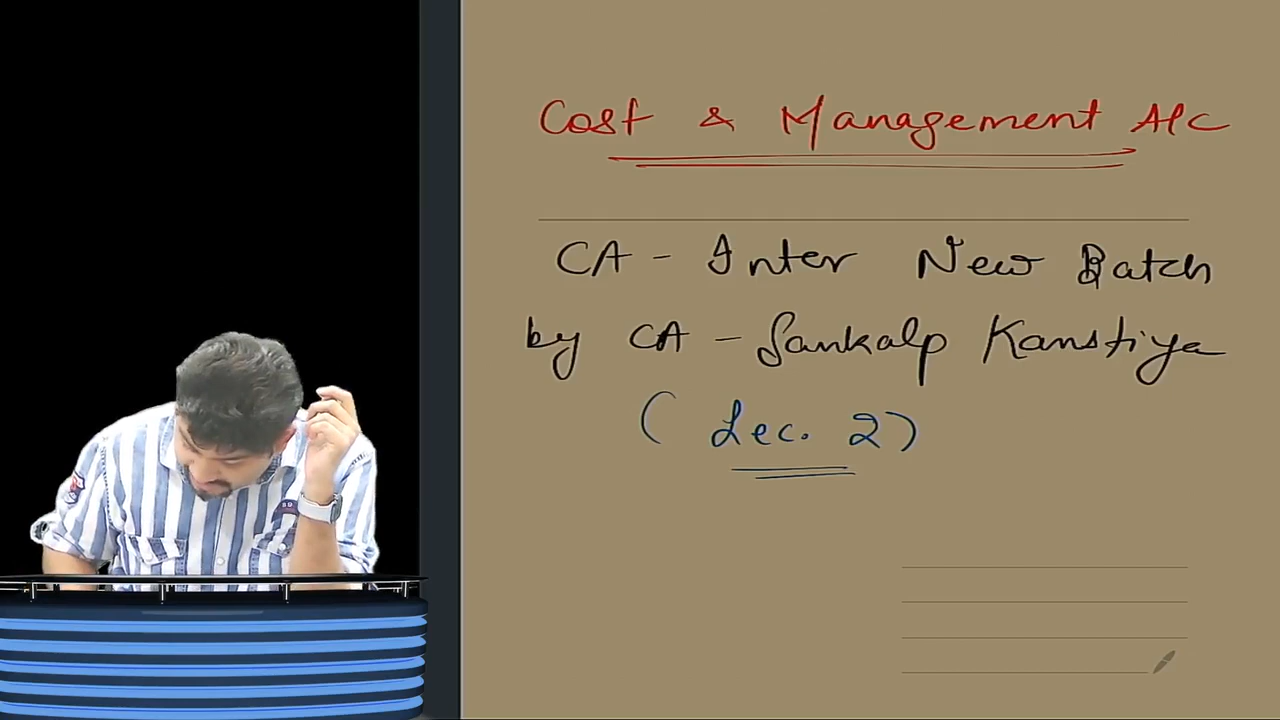 Cost & Management A/c
CA - Inter New Batch
by CA - Sankalp Kanstiya
(Lec. 2)